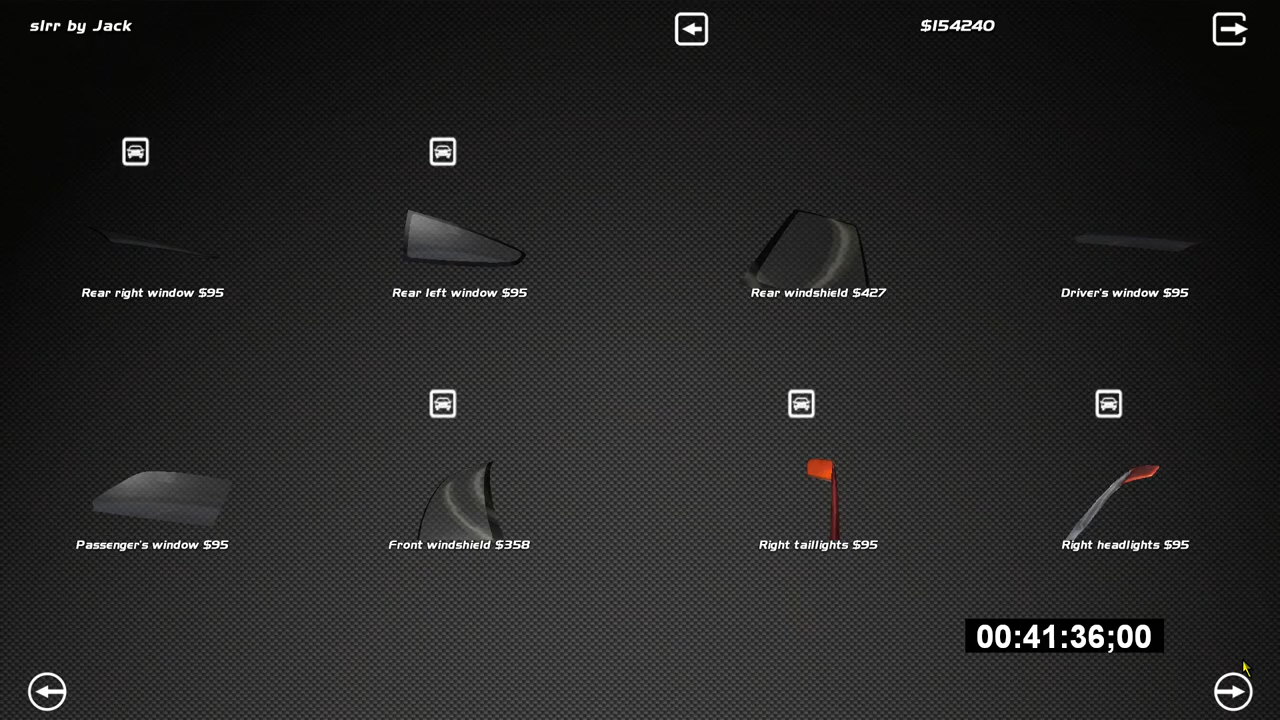 slrr by Jack
$154240
Rear right window $95
Rear left window $95
Rear windshield $427
Driver's window $95
Passenger's window $95
Front windshield $358
Right taillights $95
Right headlights $95
00:41:36;00